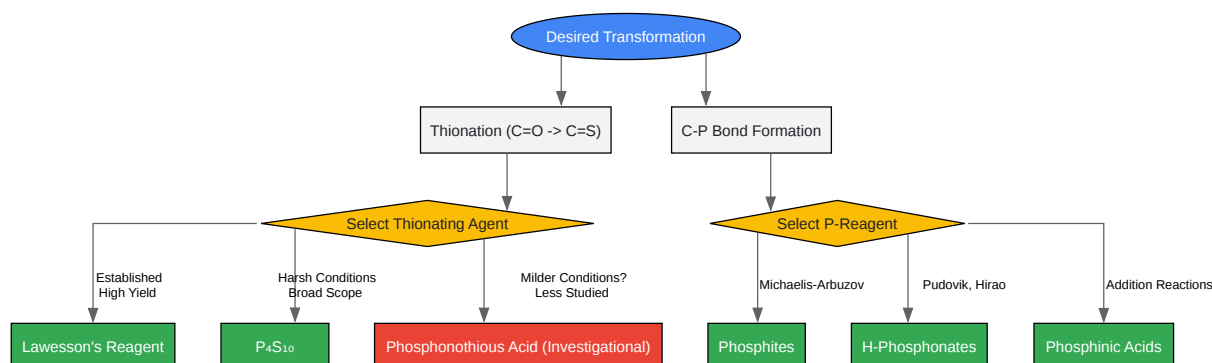 Desired Transformation
Thionation (C=O -> C=S)
C-P Bond Formation
Select Thionating Agent
Select P-Reagent
Established
High Yield
Harsh Conditions
Broad Scope
Milder Conditions?
Less Studied
Michaelis-Arbuzov
Pudovik, Hirao
Addition Reactions
Lawesson's Reagent
P₄S₁₀
Phosphonothious Acid (Investigational)
Phosphites
H-Phosphonates
Phosphinic Acids